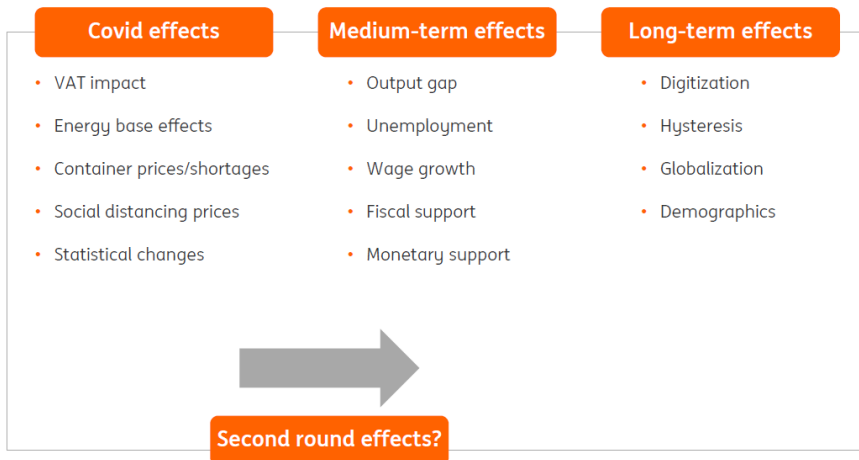 Covid effects
• VAT impact
• Energy base effects
• Container prices/shortages
• Social distancing prices
• Statistical changes
Medium-term effects
• Output gap
• Unemployment
• Wage growth
• Fiscal support
• Monetary support
Long-term effects
• Digitization
• Hysteresis
• Globalization
• Demographics
Second round effects?